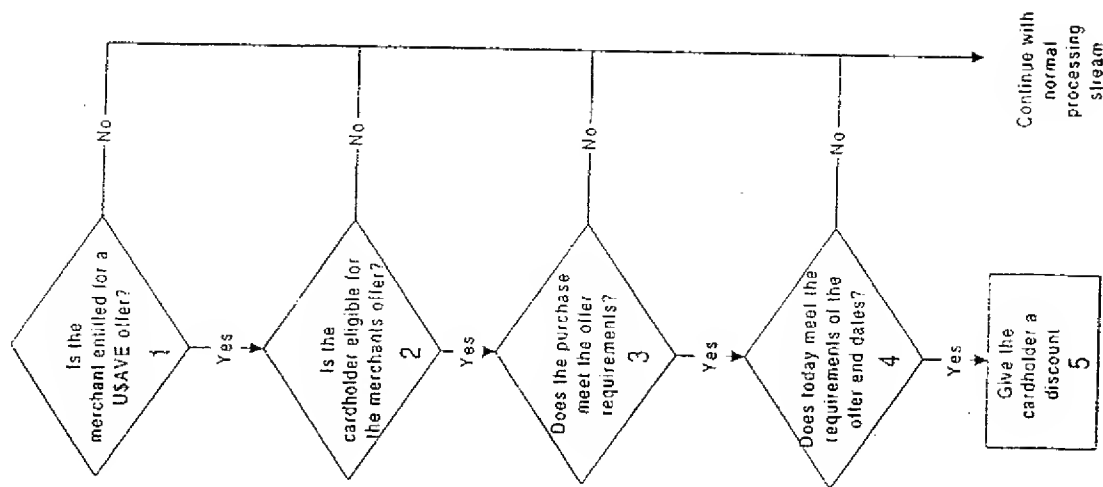 Is the
merchant entitled for a
U$AVE offer?
1
No
Yes
Is the
cardholder eligible for
the merchants offer?
2
No
Yes
Does the purchase
meet the offer
requirements?
3
No
Yes
Does today meet the
requirements of the
offer end dates?
4
No
Yes
Give the
cardholder a
discount
5
Continue with
normal
processing
stream